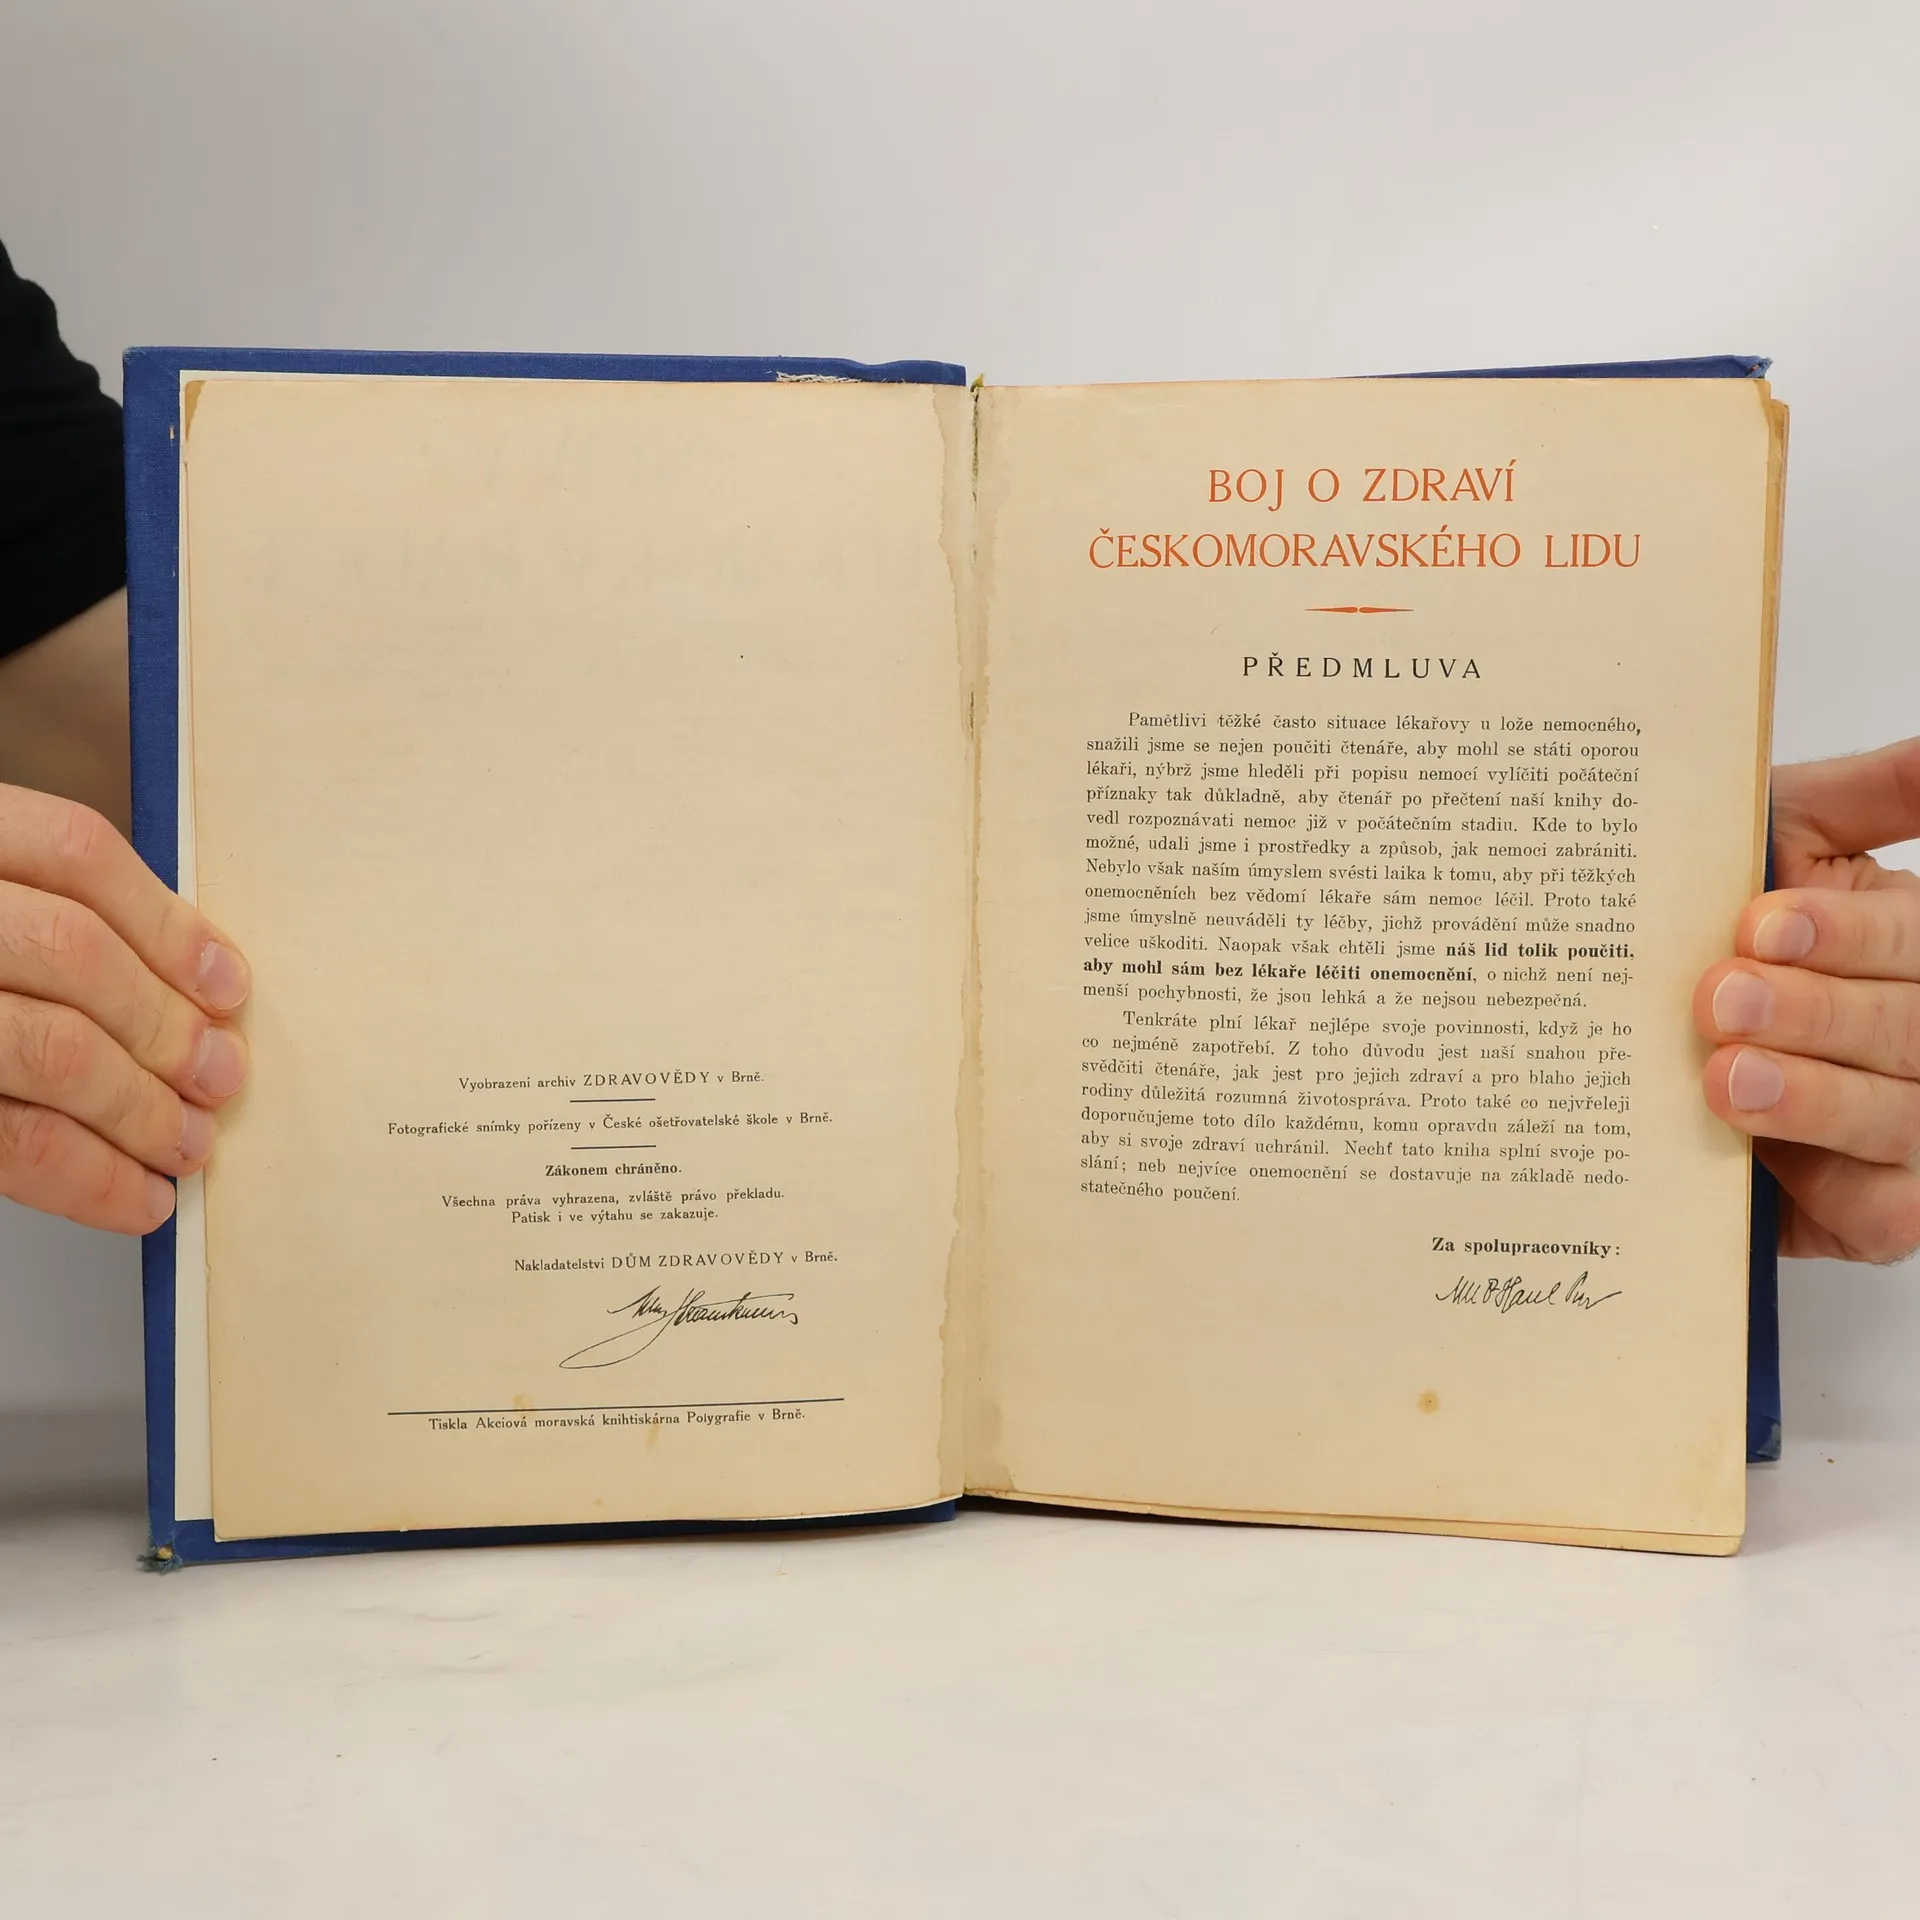 Vyobrazení archiv ZDRAVOVĚDY v Brně.
Fotografické snímky pořízeny v České ošetřovatelské škole v Brně.
Zákonem chráněno.
Všechna práva vyhrazena, zvláště právo překladu.
Patisk i ve výtahu se zakazuje.
Nakladatelství DŮM ZDRAVOVĚDY v Brně.
Tiskla Akciová moravská knihtiskárna Polygrafie v Brně.
BOJ O ZDRAVÍ
ČESKOMORAVSKÉHO LIDU
PŘEDMLUVA
Pamětlivi těžké často situace lékařovy u lože nemocného,
snažili jsme se nejen poučiti čtenáře, aby mohl se státi oporou
lékaři, nýbrž jsme hleděli při popisu nemocí vylíčiti počáteční
příznaky tak důkladně, aby čtenář po přečtení naší knihy do-
vedl rozpoznávati nemoc již v počátečním stadiu. Kde to bylo
možné, udali jsme i prostředky a způsob, jak nemoci zabrániti.
Nebylo však naším úmyslem svésti laika k tomu, aby při těžkých
onemocněních bez vědomí lékaře sám nemoc léčil. Proto také
jsme úmyslně neuváděli ty léčby, jichž provádění může snadno
velice uškoditi. Naopak však chtěli jsme náš lid tolik poučiti,
aby mohl sám bez lékaře léčiti onemocnění, o nichž není nej-
menší pochybnosti, že jsou lehká a že nejsou nebezpečná.
Tenkráte plní lékař nejlépe svoje povinnosti, když je ho
co nejméně zapotřebí. Z toho důvodu jest naší snahou pře-
svědčiti čtenáře, jak jest pro jejich zdraví a pro blaho jejich
rodiny důležitá rozumná životospráva. Proto také co nejvřeleji
doporučujeme toto dílo každému, komu opravdu záleží na tom,
aby si svoje zdraví uchránil. Nechť tato kniha splní svoje po-
slání; neb nejvíce onemocnění se dostavuje na základě nedo-
statečného poučení.
Za spolupracovníky: